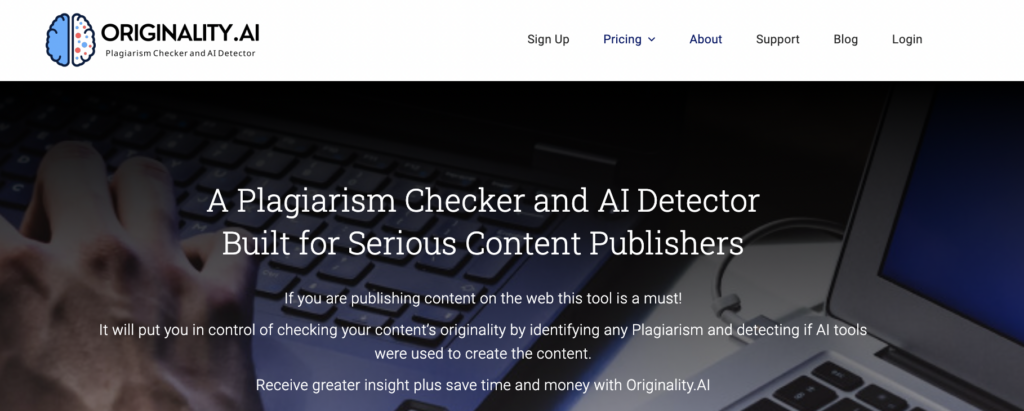 ORIGINALITY.AI
Plagiarism Checker and AI Detector
Sign Up Pricing About Support Blog Login
A Plagiarism Checker and AI Detector
Built for Serious Content Publishers
If you are publishing content on the web this tool is a must!
It will put you in control of checking your content's originality by identifying any Plagiarism and detecting if AI tools
were used to create the content.
Receive greater insight plus save time and money with Originality.AI